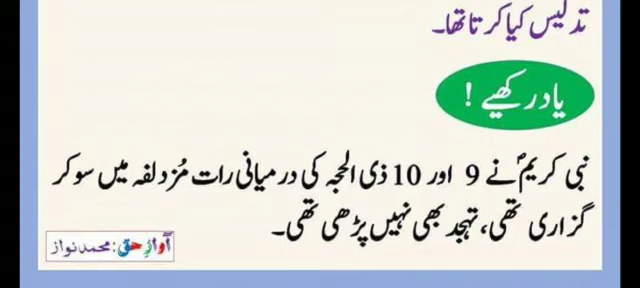 تدلیس کیا کرتا تھا۔
یاد رکھیے !
نبی کریمؐ نے 9 اور 10 ذی الحجہ کی درمیانی رات مُزدلفہ میں سو کر
گزاری تھی، تہجد بھی نہیں پڑھی تھی۔
آوازِ حق: محمد نواز